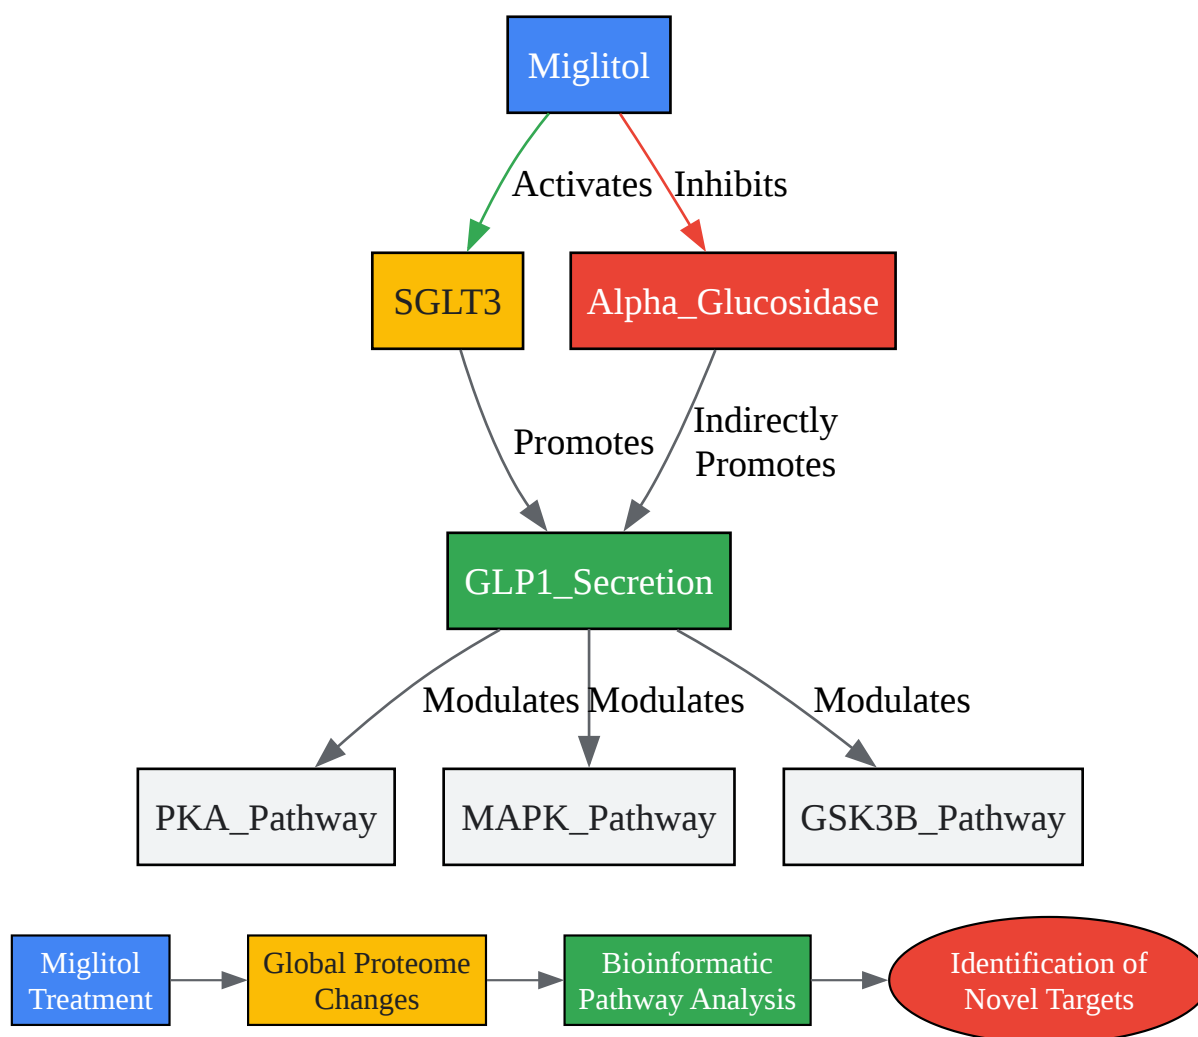 Miglitol
Activates
Inhibits
SGLT3
Alpha_Glucosidase
Promotes
Indirectly
Promotes
GLP1_Secretion
Modulates
Modulates
Modulates
PKA_Pathway
MAPK_Pathway
GSK3B_Pathway
Miglitol
Treatment
Global Proteome
Changes
Bioinformatic
Pathway Analysis
Identification of
Novel Targets